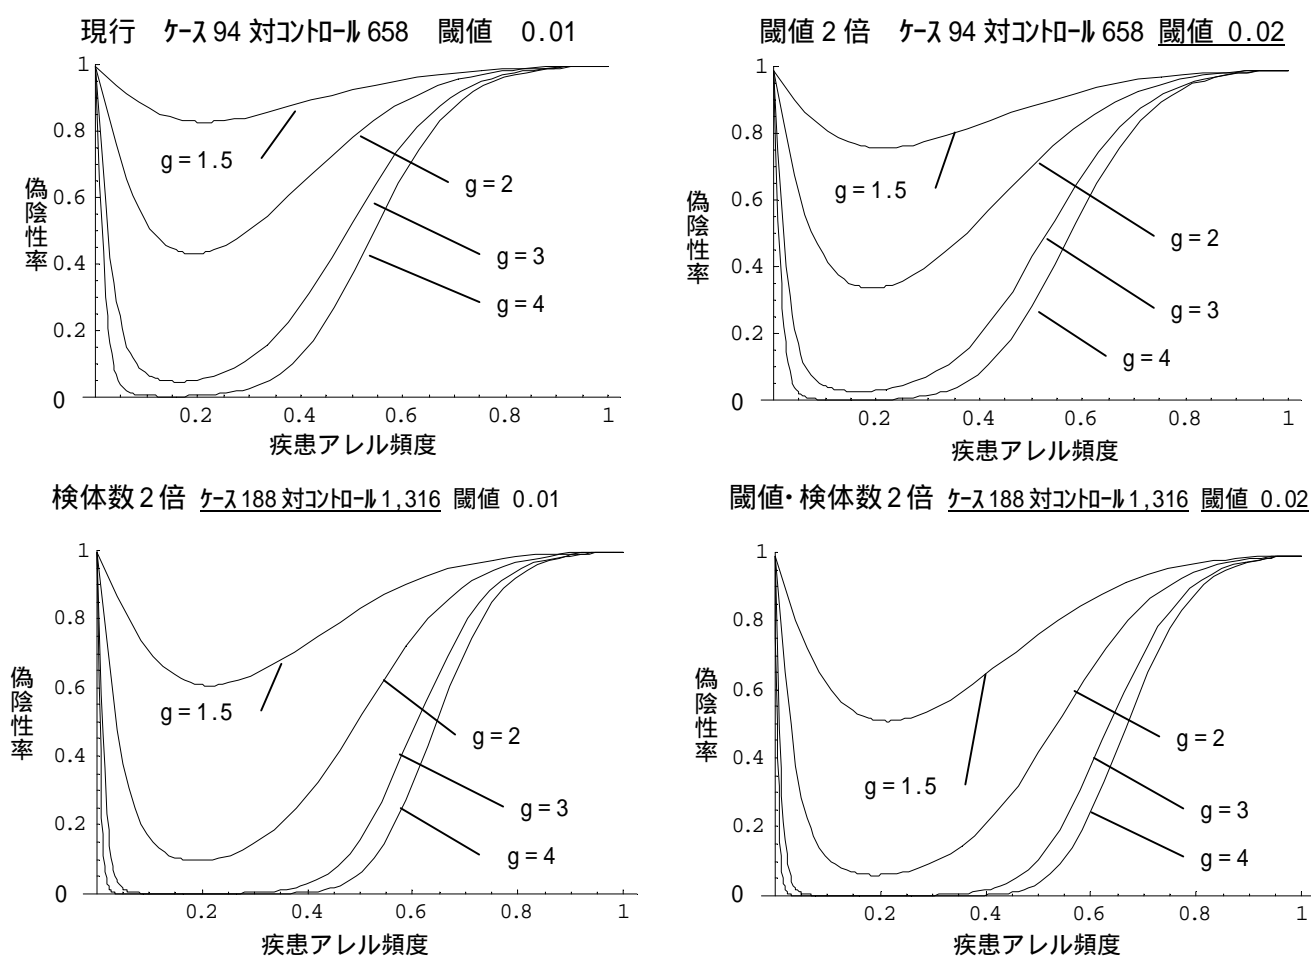 現行 ケース 94 対コントロール 658 閾値 0.01
1
0.8
0.6
0.4
0.2
0
偽陰性率
g = 1.5
g = 2
g = 3
g = 4
0.2 0.4 0.6 0.8 1
疾患アレル頻度
閾値 2 倍 ケース 94 対コントロール 658 閾値 0.02
1
0.8
0.6
0.4
0.2
0
偽陰性率
g = 1.5
g = 2
g = 3
g = 4
0.2 0.4 0.6 0.8 1
疾患アレル頻度
検体数 2 倍 ケース 188 対コントロール 1,316 閾値 0.01
1
0.8
0.6
0.4
0.2
0
偽陰性率
g = 1.5
g = 2
g = 3
g = 4
0.2 0.4 0.6 0.8 1
疾患アレル頻度
閾値・検体数 2 倍 ケース 188 対コントロール 1,316 閾値 0.02
1
0.8
0.6
0.4
0.2
0
偽陰性率
g = 1.5
g = 2
g = 3
g = 4
0.2 0.4 0.6 0.8 1
疾患アレル頻度